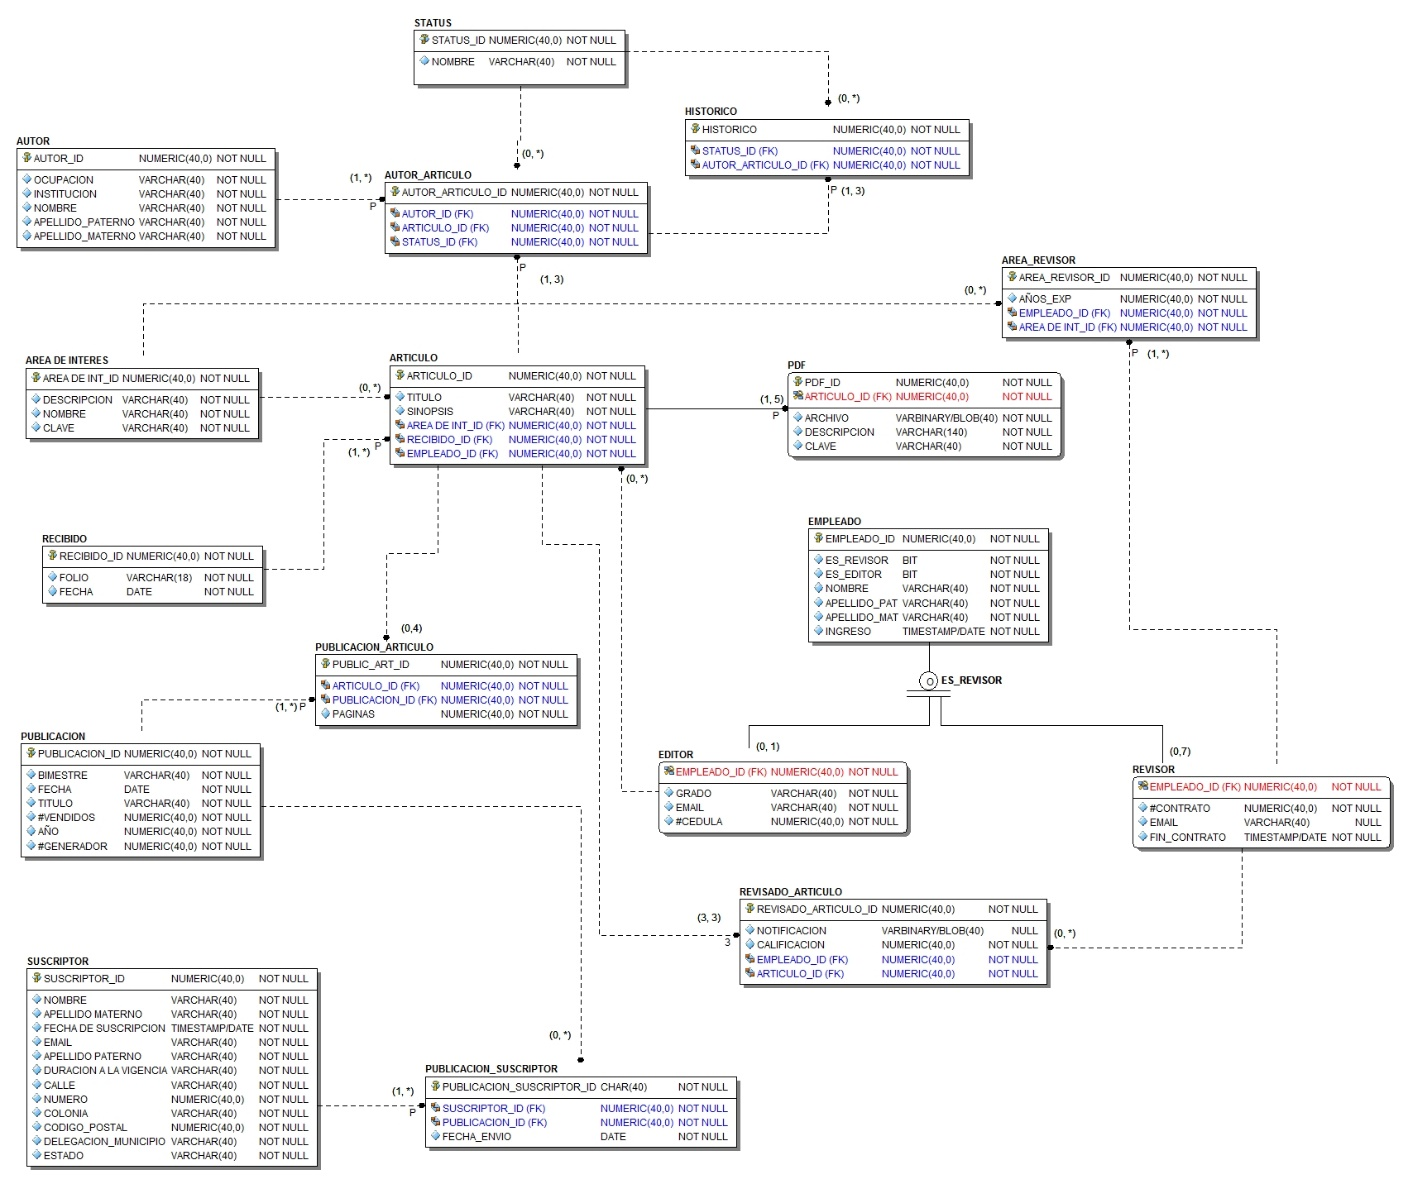 STATUS
STATUS_ID NUMERIC(40,0) NOT NULL
NOMBRE VARCHAR(40) NOT NULL
(0, *)
(0, *)
HISTORICO
HISTORICO NUMERIC(40,0) NOT NULL
STATUS_ID (FK) NUMERIC(40,0) NOT NULL
AUTOR_ARTICULO_ID (FK) NUMERIC(40,0) NOT NULL
P (1, 3)
AUTOR
AUTOR_ID NUMERIC(40,0) NOT NULL
OCUPACION VARCHAR(40) NOT NULL
INSTITUCION VARCHAR(40) NOT NULL
NOMBRE VARCHAR(40) NOT NULL
APELLIDO_PATERNO VARCHAR(40) NOT NULL
APELLIDO_MATERNO VARCHAR(40) NOT NULL
(1, *)
P
AUTOR_ARTICULO
AUTOR_ARTICULO_ID NUMERIC(40,0) NOT NULL
AUTOR_ID (FK) NUMERIC(40,0) NOT NULL
ARTICULO_ID (FK) NUMERIC(40,0) NOT NULL
STATUS_ID (FK) NUMERIC(40,0) NOT NULL
P
(1, 3)
AREA_REVISOR
AREA_REVISOR_ID NUMERIC(40,0) NOT NULL
AÑOS_EXP NUMERIC(40,0) NOT NULL
EMPLEADO_ID (FK) NUMERIC(40,0) NOT NULL
AREA DE INT_ID (FK) NUMERIC(40,0) NOT NULL
(0, *)
P (1, *)
AREA DE INTERES
AREA DE INT_ID NUMERIC(40,0) NOT NULL
DESCRIPCION VARCHAR(40) NOT NULL
NOMBRE VARCHAR(40) NOT NULL
CLAVE VARCHAR(40) NOT NULL
(0, *)
ARTICULO
ARTICULO_ID NUMERIC(40,0) NOT NULL
TITULO VARCHAR(40) NOT NULL
SINOPSIS VARCHAR(40) NOT NULL
AREA DE INT_ID (FK) NUMERIC(40,0) NOT NULL
RECIBIDO_ID (FK) NUMERIC(40,0) NOT NULL
EMPLEADO_ID (FK) NUMERIC(40,0) NOT NULL
P
(1, *)
(0, *)
(1, 5)
P
PDF
PDF_ID NUMERIC(40,0) NOT NULL
ARTICULO_ID (FK) NUMERIC(40,0) NOT NULL
ARCHIVO VARBINARY/BLOB(40) NOT NULL
DESCRIPCION VARCHAR(140) NOT NULL
CLAVE VARCHAR(40) NOT NULL
RECIBIDO
RECIBIDO_ID NUMERIC(40,0) NOT NULL
FOLIO VARCHAR(18) NOT NULL
FECHA DATE NOT NULL
EMPLEADO
EMPLEADO_ID NUMERIC(40,0) NOT NULL
ES_REVISOR BIT NOT NULL
ES_EDITOR BIT NOT NULL
NOMBRE VARCHAR(40) NOT NULL
APELLIDO_PAT VARCHAR(40) NOT NULL
APELLIDO_MAT VARCHAR(40) NOT NULL
INGRESO TIMESTAMP/DATE NOT NULL
O ES_REVISOR
(0,4)
PUBLICACION_ARTICULO
PUBLIC_ART_ID NUMERIC(40,0) NOT NULL
ARTICULO_ID (FK) NUMERIC(40,0) NOT NULL
PUBLICACION_ID (FK) NUMERIC(40,0) NOT NULL
PAGINAS NUMERIC(40,0) NOT NULL
(1, *) P
PUBLICACION
PUBLICACION_ID NUMERIC(40,0) NOT NULL
BIMESTRE VARCHAR(40) NOT NULL
FECHA DATE NOT NULL
TITULO VARCHAR(40) NOT NULL
#VENDIDOS NUMERIC(40,0) NOT NULL
AÑO NUMERIC(40,0) NOT NULL
#GENERADOR NUMERIC(40,0) NOT NULL
(0, 1)
EDITOR
EMPLEADO_ID (FK) NUMERIC(40,0) NOT NULL
GRADO VARCHAR(40) NOT NULL
EMAIL VARCHAR(40) NOT NULL
#CEDULA NUMERIC(40,0) NOT NULL
(0,7)
REVISOR
EMPLEADO_ID (FK) NUMERIC(40,0) NOT NULL
#CONTRATO NUMERIC(40,0) NOT NULL
EMAIL VARCHAR(40) NULL
FIN_CONTRATO TIMESTAMP/DATE NOT NULL
REVISADO_ARTICULO
REVISADO_ARTICULO_ID NUMERIC(40,0) NOT NULL
NOTIFICACION VARBINARY/BLOB(40) NULL
CALIFICACION NUMERIC(40,0) NOT NULL
EMPLEADO_ID (FK) NUMERIC(40,0) NOT NULL
ARTICULO_ID (FK) NUMERIC(40,0) NOT NULL
(3, 3)
3
(0, *)
SUSCRIPTOR
SUSCRIPTOR_ID NUMERIC(40,0) NOT NULL
NOMBRE VARCHAR(40) NOT NULL
APELLIDO MATERNO VARCHAR(40) NOT NULL
FECHA DE SUSCRIPCION TIMESTAMP/DATE NOT NULL
EMAIL VARCHAR(40) NOT NULL
APELLIDO PATERNO VARCHAR(40) NOT NULL
DURACION A LA VIGENCIA VARCHAR(40) NOT NULL
CALLE VARCHAR(40) NOT NULL
NUMERO NUMERIC(40,0) NOT NULL
COLONIA VARCHAR(40) NOT NULL
CODIGO_POSTAL NUMERIC(40,0) NOT NULL
DELEGACION_MUNICIPIO VARCHAR(40) NOT NULL
ESTADO VARCHAR(40) NOT NULL
(0, *)
(1, *)
P
PUBLICACION_SUSCRIPTOR
PUBLICACION_SUSCRIPTOR_ID CHAR(40) NOT NULL
SUSCRIPTOR_ID (FK) NUMERIC(40,0) NOT NULL
PUBLICACION_ID (FK) NUMERIC(40,0) NOT NULL
FECHA_ENVIO DATE NOT NULL